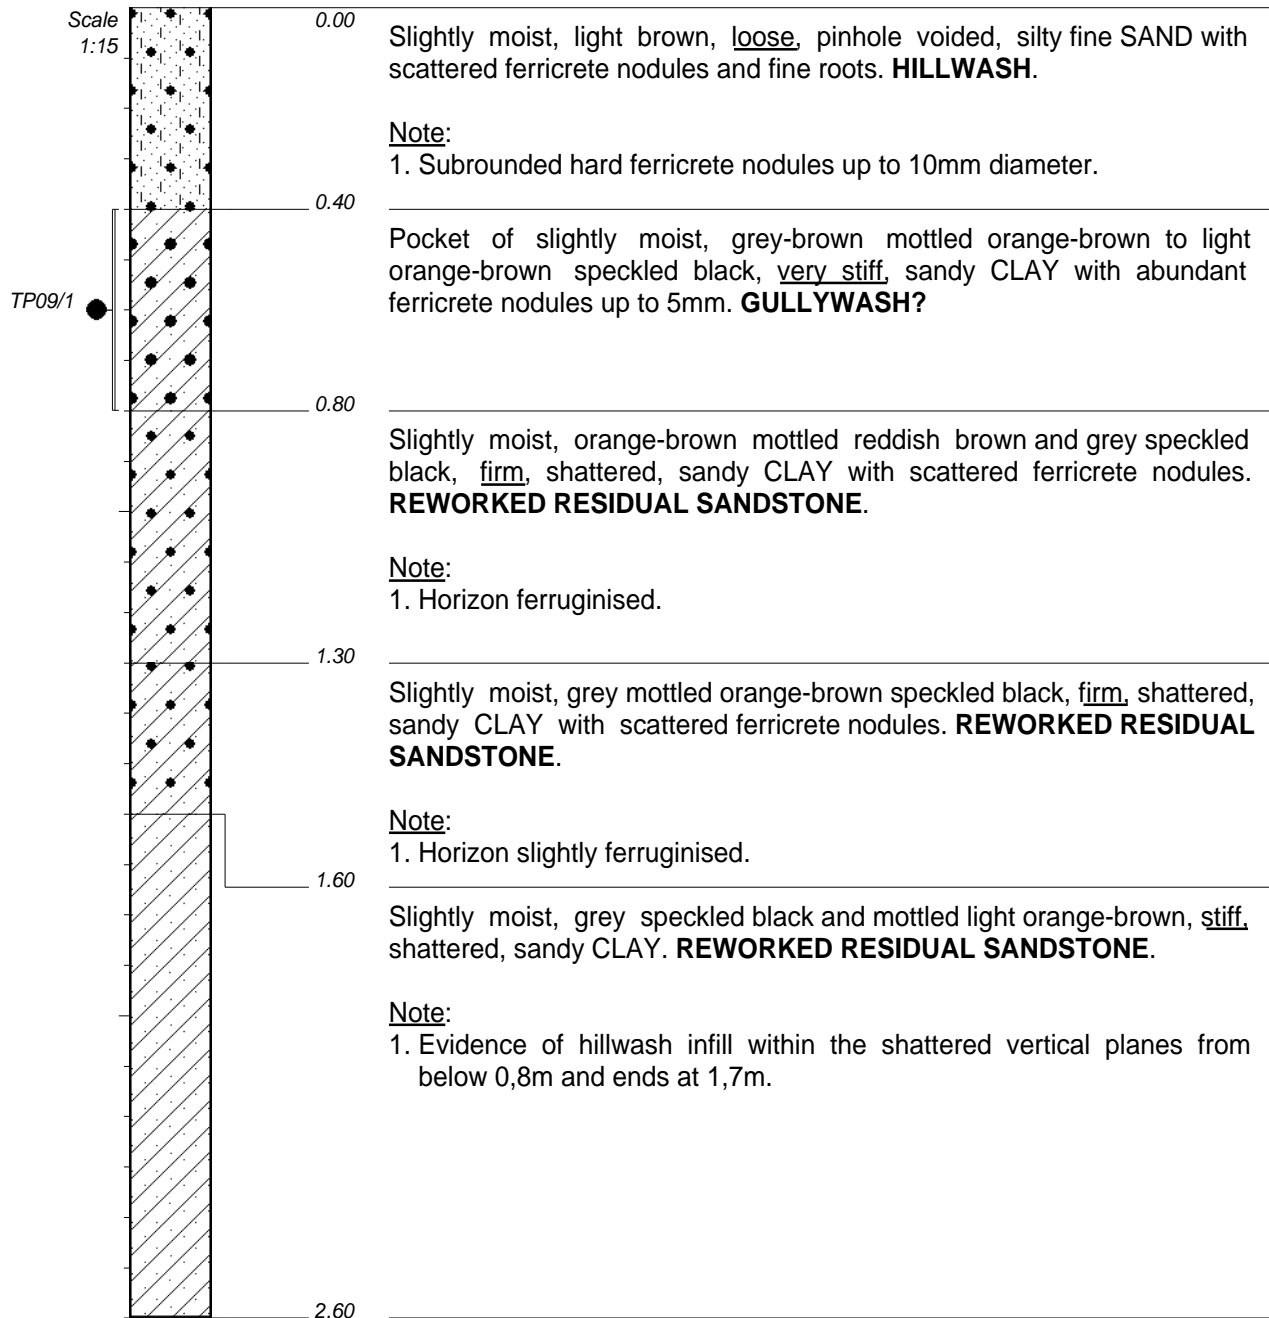 Scale
1:15
0.00
Slightly moist, light brown, loose, pinhole voided, silty fine SAND with
scattered ferricrete nodules and fine roots. HILLWASH.
Note:
1. Subrounded hard ferricrete nodules up to 10mm diameter.
0.40
Pocket of slightly moist, grey-brown mottled orange-brown to light
orange-brown speckled black, very stiff, sandy CLAY with abundant
ferricrete nodules up to 5mm. GULLYWASH?
TP09/1
0.80
Slightly moist, orange-brown mottled reddish brown and grey speckled
black, firm, shattered, sandy CLAY with scattered ferricrete nodules.
REWORKED RESIDUAL SANDSTONE.
Note:
1. Horizon ferruginised.
1.30
Slightly moist, grey mottled orange-brown speckled black, firm, shattered,
sandy CLAY with scattered ferricrete nodules. REWORKED RESIDUAL
SANDSTONE.
Note:
1. Horizon slightly ferruginised.
1.60
Slightly moist, grey speckled black and mottled light orange-brown, stiff,
shattered, sandy CLAY. REWORKED RESIDUAL SANDSTONE.
Note:
1. Evidence of hillwash infill within the shattered vertical planes from
below 0,8m and ends at 1,7m.
2.60